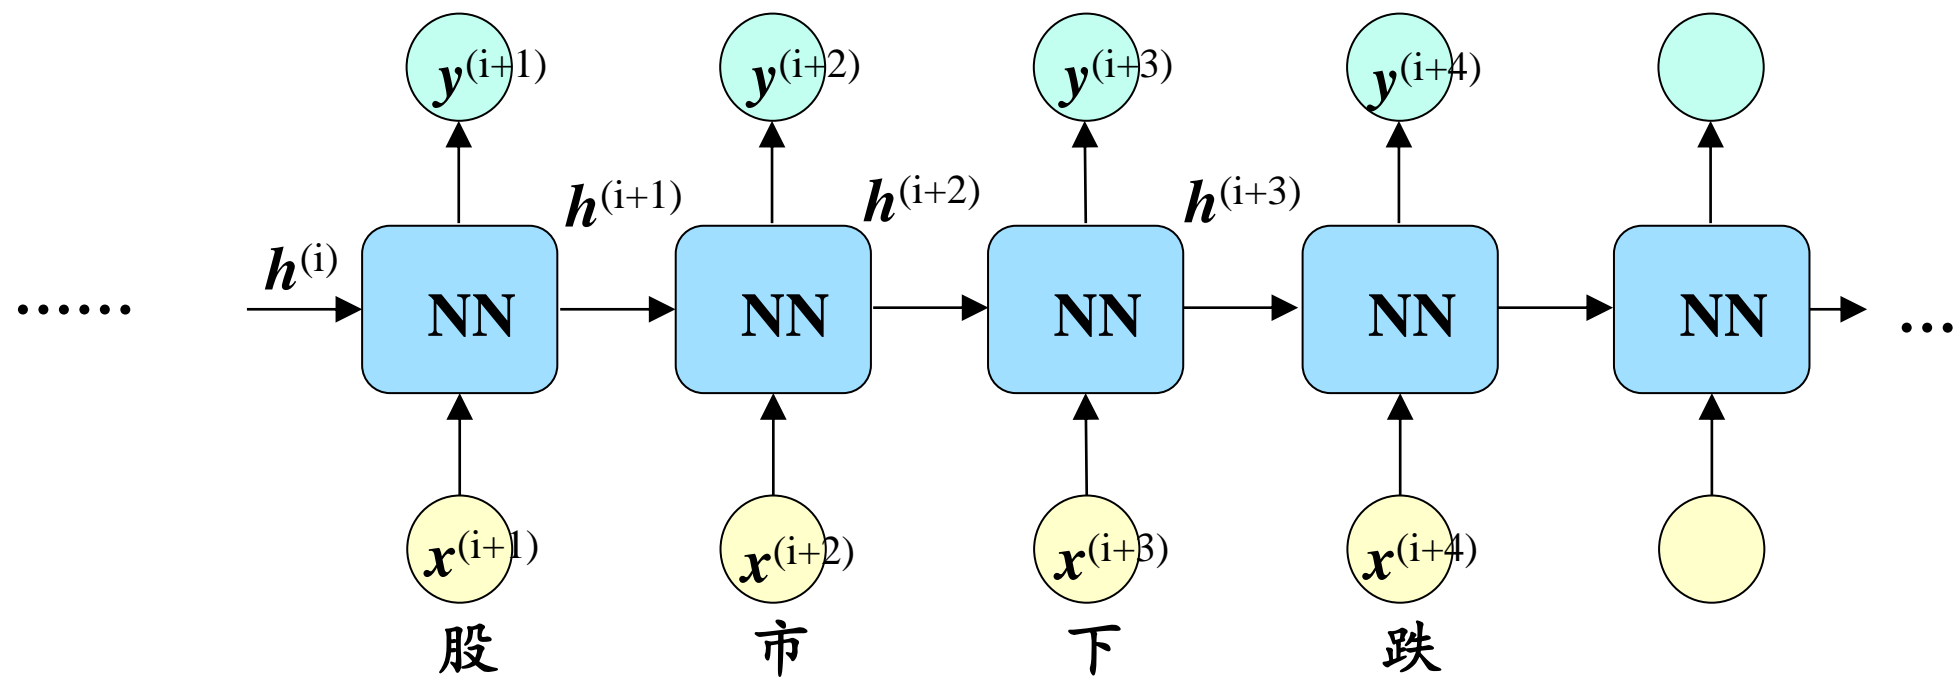 y(i+1) y(i+2) y(i+3) y(i+4)
h(i) h(i+1) h(i+2) h(i+3)
…… NN NN NN NN NN …
x(i+1) x(i+2) x(i+3) x(i+4)
股 市 下 跌